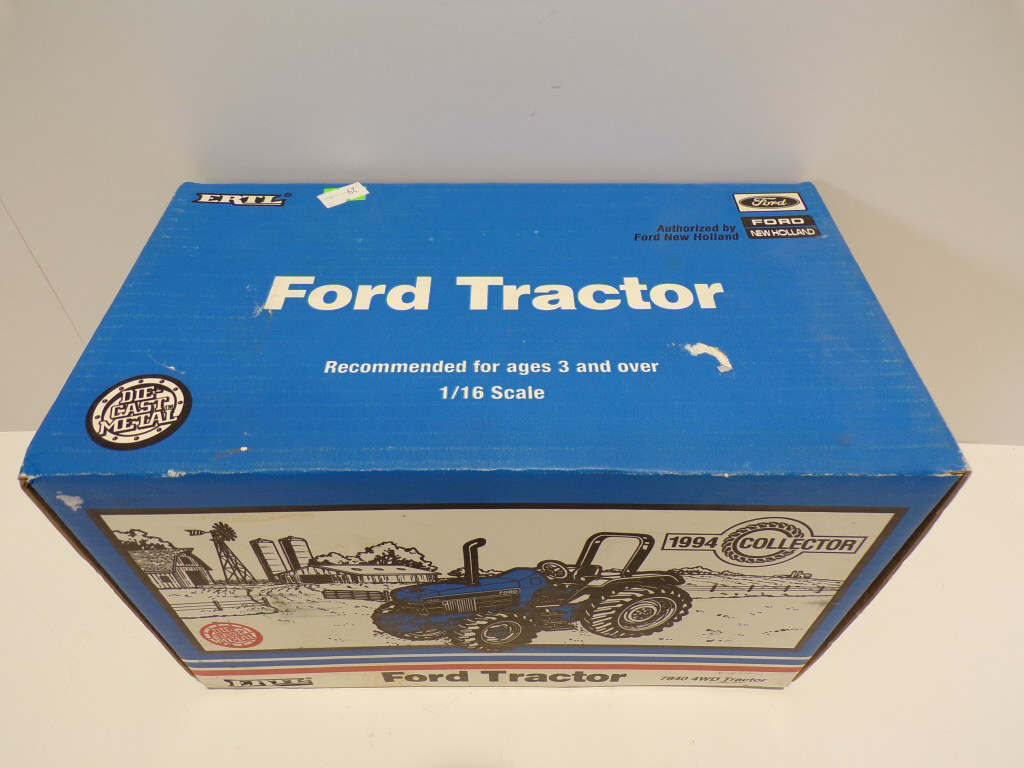 ERTL
Ford
FORD
NEW HOLLAND
Authorized by
Ford New Holland
Ford Tractor
Recommended for ages 3 and over
1/16 Scale
DIE-
CAST
METAL
1994 COLLECTOR
FORD
ERTL
Ford Tractor
7840 4WD Tractor